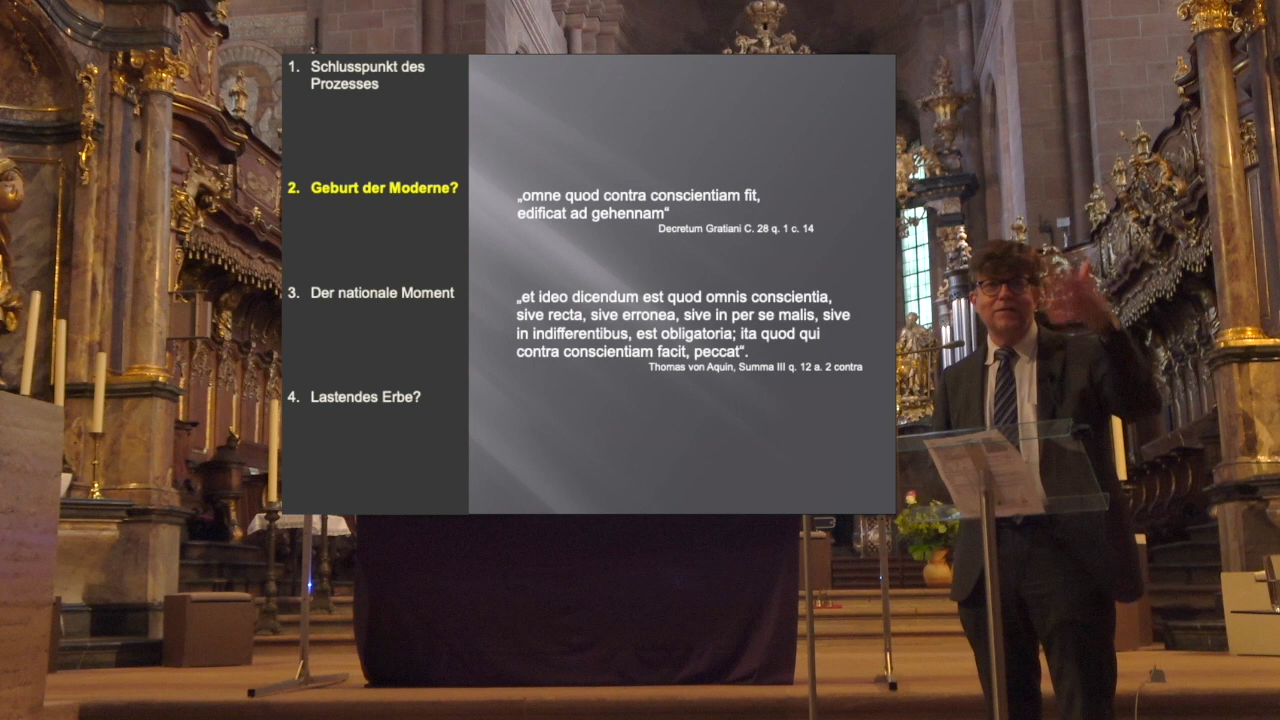 1. Schlusspunkt des
Prozesses
2. Geburt der Moderne?
3. Der nationale Moment
4. Lastendes Erbe?
„omne quod contra conscientiam fit,
edificat ad gehennam“
Decretum Gratiani C. 28 q. 1 c. 14
„et ideo dicendum est quod omnis conscientia,
sive recta, sive erronea, sive in per se malis, sive
in indifferentibus, est obligatoria; ita quod qui
contra conscientiam facit, peccat“.
Thomas von Aquin, Summa III q. 12 a. 2 contra